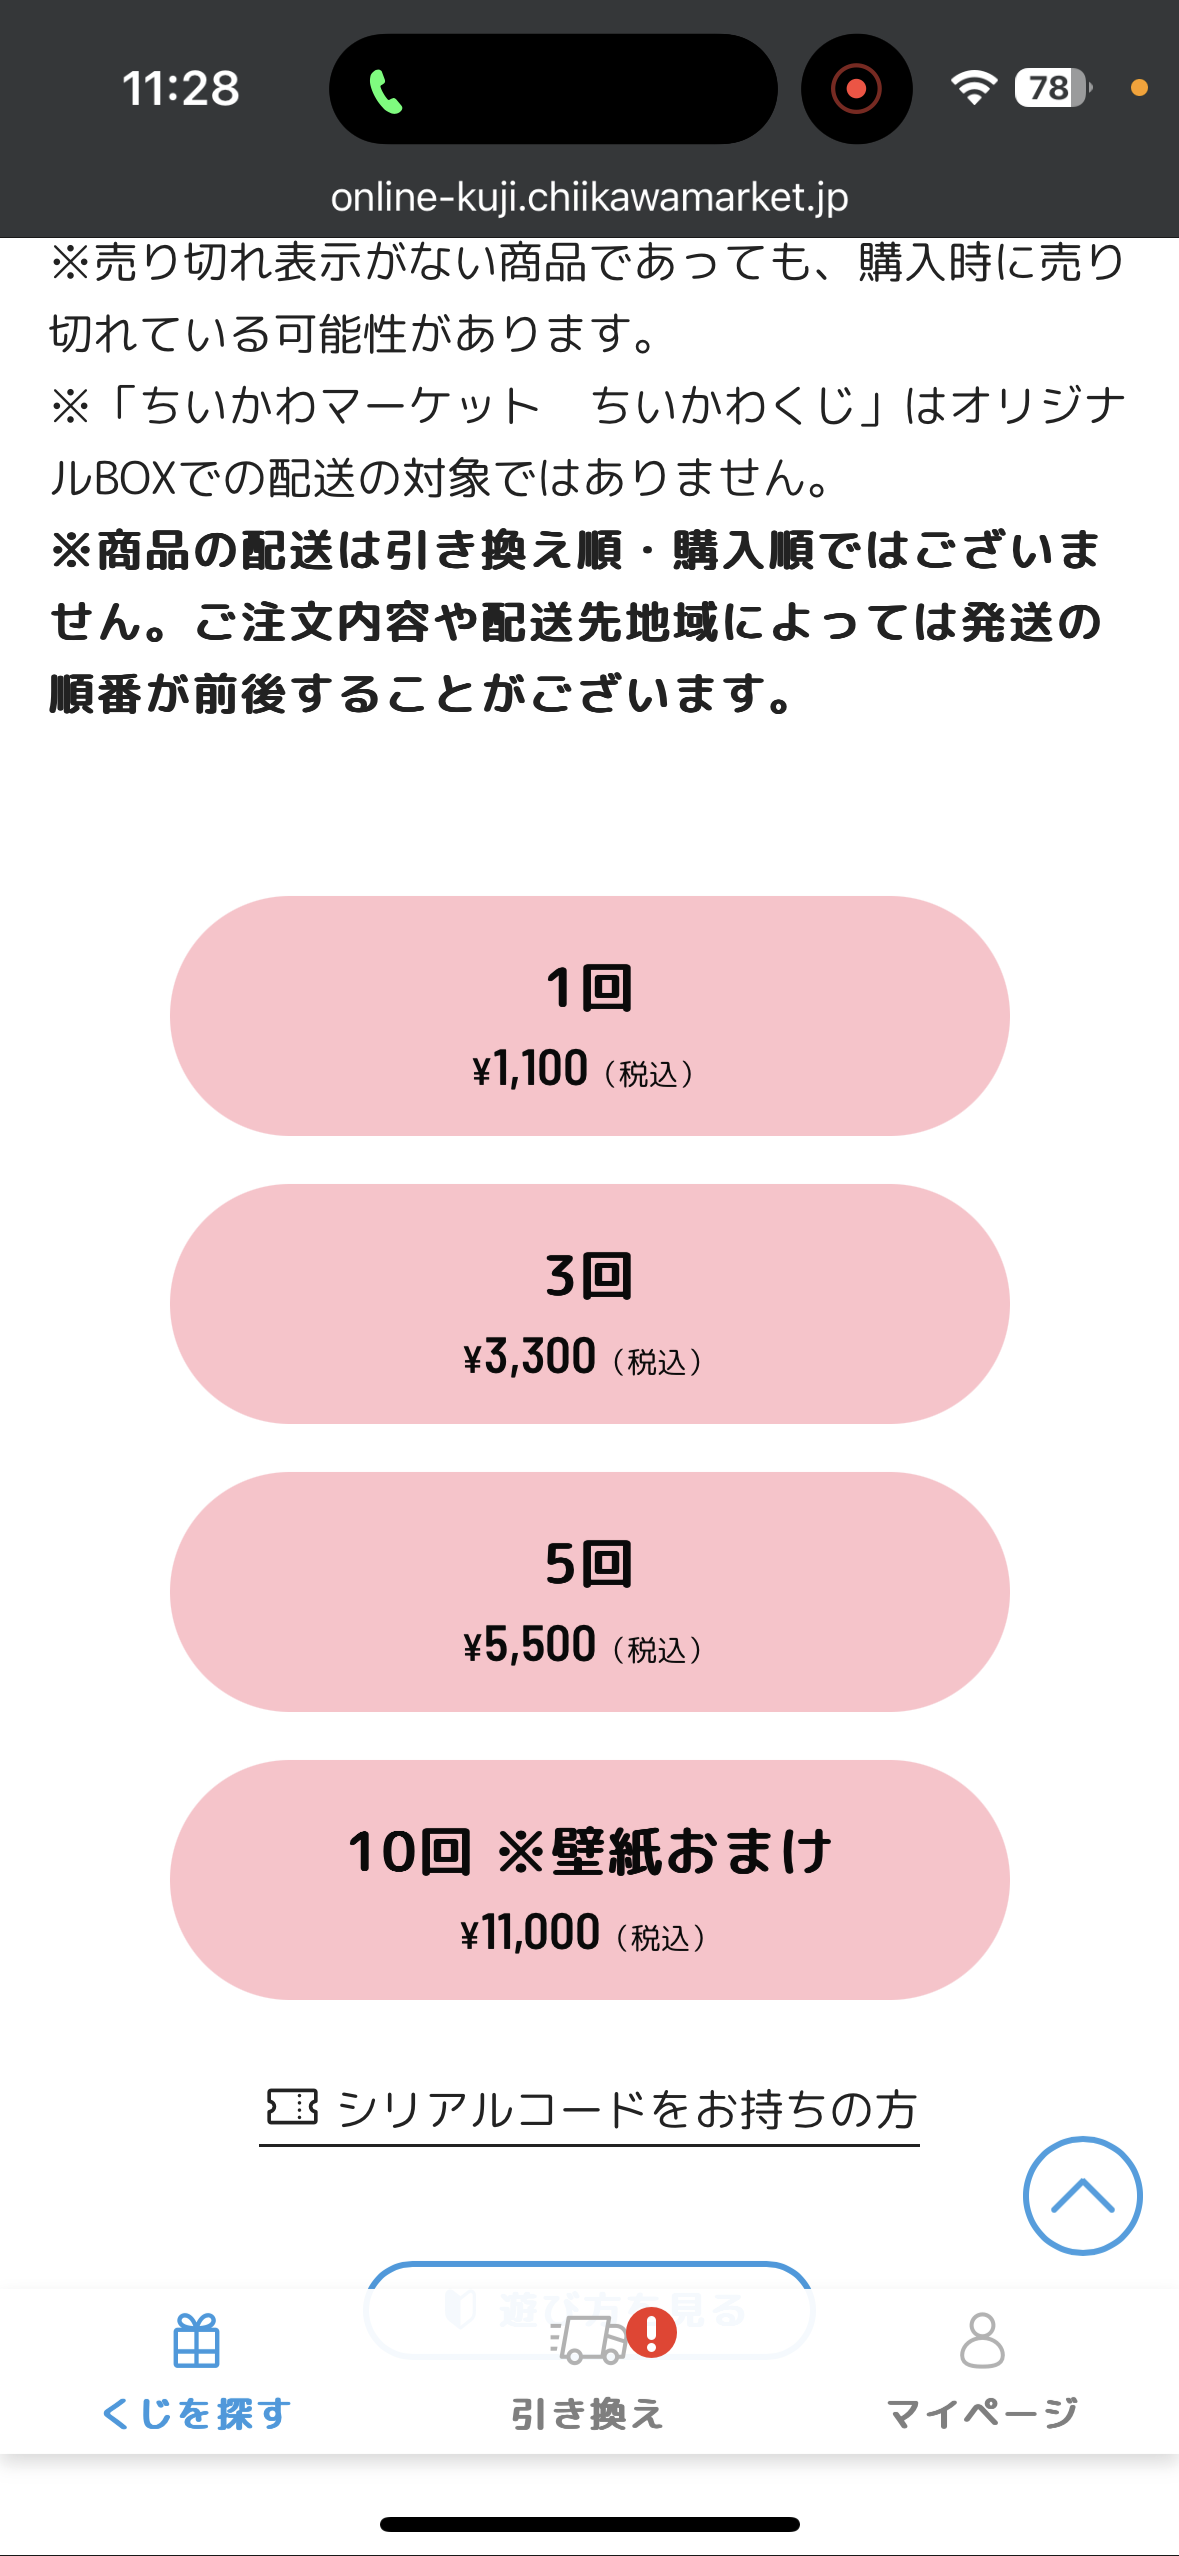 11:28
78
online-kuji.chiikawamarket.jp
※売り切れ表示がない商品であっても、購入時に売り
切れている可能性があります。
※「ちいかわマーケット　ちいかわくじ」はオリジナ
ルBOXでの配送の対象ではありません。
※商品の配送は引き換え順・購入順ではございま
せん。ご注文内容や配送先地域によっては発送の
順番が前後することがございます。
1回
¥1,100（税込）
3回
¥3,300（税込）
5回
¥5,500（税込）
10回 ※壁紙おまけ
¥11,000（税込）
シリアルコードをお持ちの方
遊び方を見る
くじを探す
引き換え
マイページ